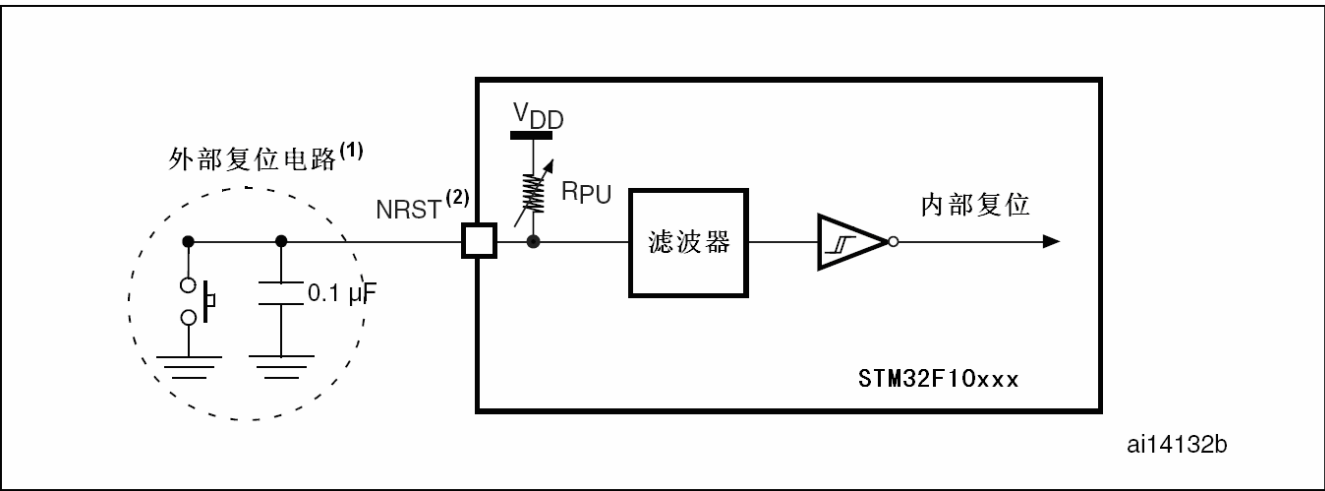 VDD
外部复位电路(1)
NRST(2)
RPU
内部复位
滤波器
0.1 μF
STM32F10xxx
ai14132b